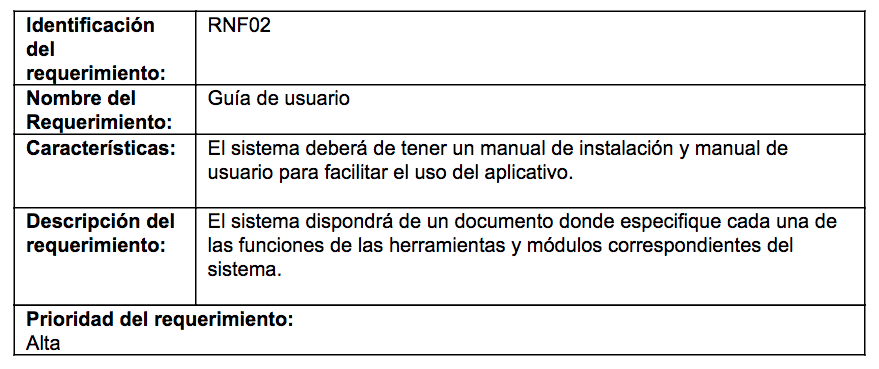 Identificación del requerimiento: RNF02
Nombre del Requerimiento: Guía de usuario
Características: El sistema deberá de tener un manual de instalación y manual de
usuario para facilitar el uso del aplicativo.
Descripción del requerimiento: El sistema dispondrá de un documento donde especifique cada una de
las funciones de las herramientas y módulos correspondientes del
sistema.
Prioridad del requerimiento:
Alta